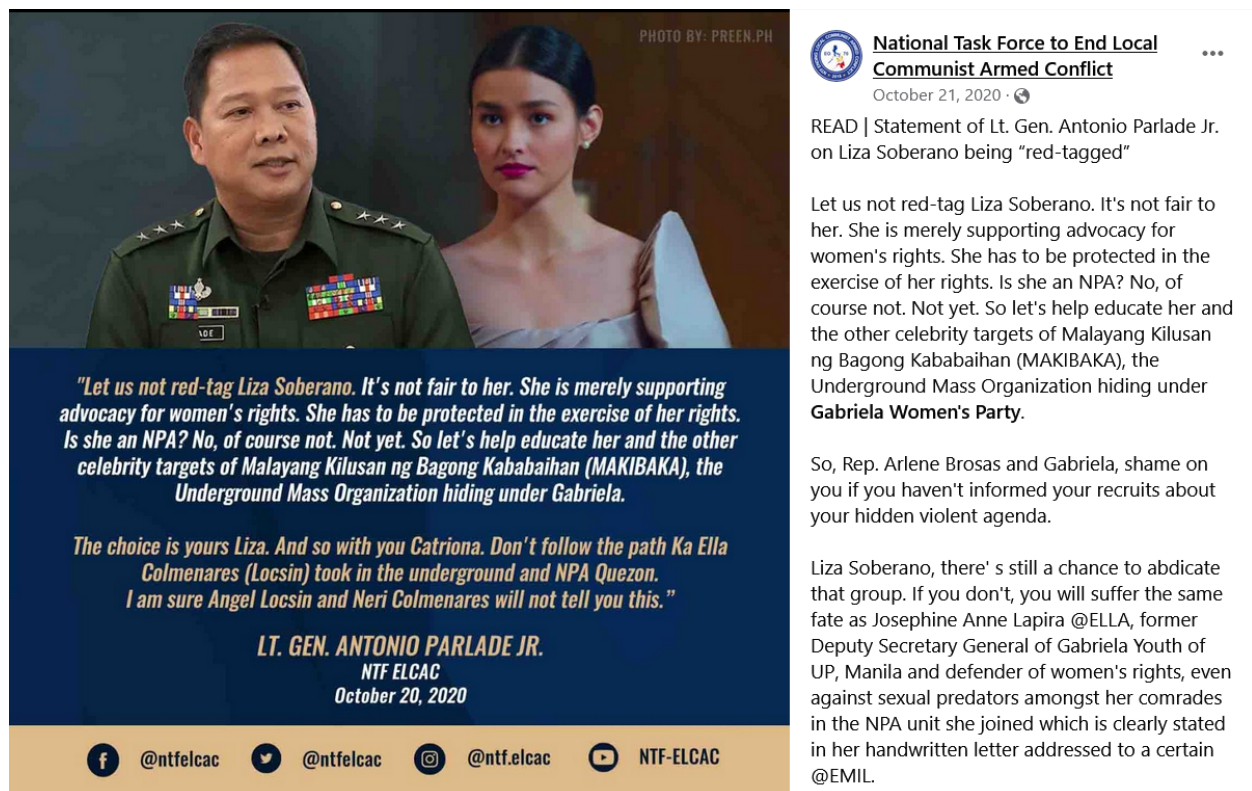 PHOTO BY: PREEN.PH
"Let us not red-tag Liza Soberano. It's not fair to her. She is merely supporting
advocacy for women's rights. She has to be protected in the exercise of her rights.
Is she an NPA? No, of course not. Not yet. So let's help educate her and the other
celebrity targets of Malayang Kilusan ng Bagong Kababaihan (MAKIBAKA), the
Underground Mass Organization hiding under Gabriela.
The choice is yours Liza. And so with you Catriona. Don't follow the path Ka Ella
Colmenares (Locsin) took in the underground and NPA Quezon.
I am sure Angel Locsin and Neri Colmenares will not tell you this."
LT. GEN. ANTONIO PARLADE JR.
NTF ELCAC
October 20, 2020
@ntfelcac
@ntfelcac
@ntf.elcac
NTF-ELCAC
National Task Force to End Local
Communist Armed Conflict
October 21, 2020 ·
READ | Statement of Lt. Gen. Antonio Parlade Jr.
on Liza Soberano being “red-tagged”
Let us not red-tag Liza Soberano. It's not fair to
her. She is merely supporting advocacy for
women's rights. She has to be protected in the
exercise of her rights. Is she an NPA? No, of
course not. Not yet. So let's help educate her and
the other celebrity targets of Malayang Kilusan
ng Bagong Kababaihan (MAKIBAKA), the
Underground Mass Organization hiding under
Gabriela Women's Party.
So, Rep. Arlene Brosas and Gabriela, shame on
you if you haven't informed your recruits about
your hidden violent agenda.
Liza Soberano, there' s still a chance to abdicate
that group. If you don't, you will suffer the same
fate as Josephine Anne Lapira @ELLA, former
Deputy Secretary General of Gabriela Youth of
UP, Manila and defender of women's rights, even
against sexual predators amongst her comrades
in the NPA unit she joined which is clearly stated
in her handwritten letter addressed to a certain
@EMIL.